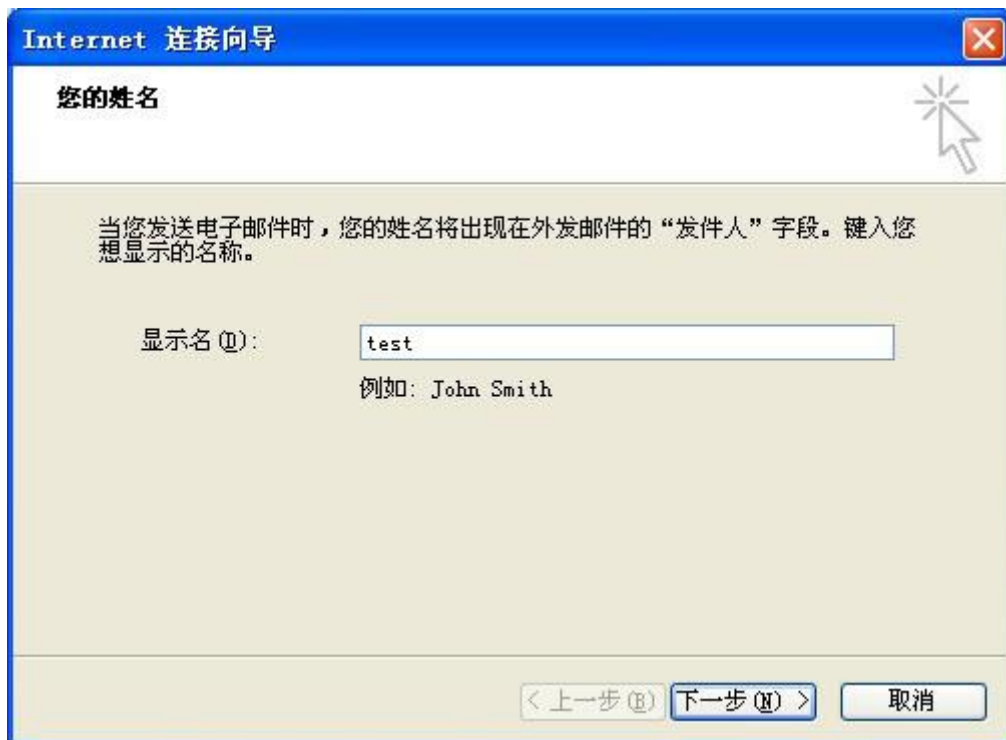 Internet 连接向导
您的姓名
当您发送电子邮件时，您的姓名将出现在外发邮件的“发件人”字段。键入您
想显示的名称。
显示名(D):
test
例如: John Smith
< 上一步(B) 下一步(N) > 取消